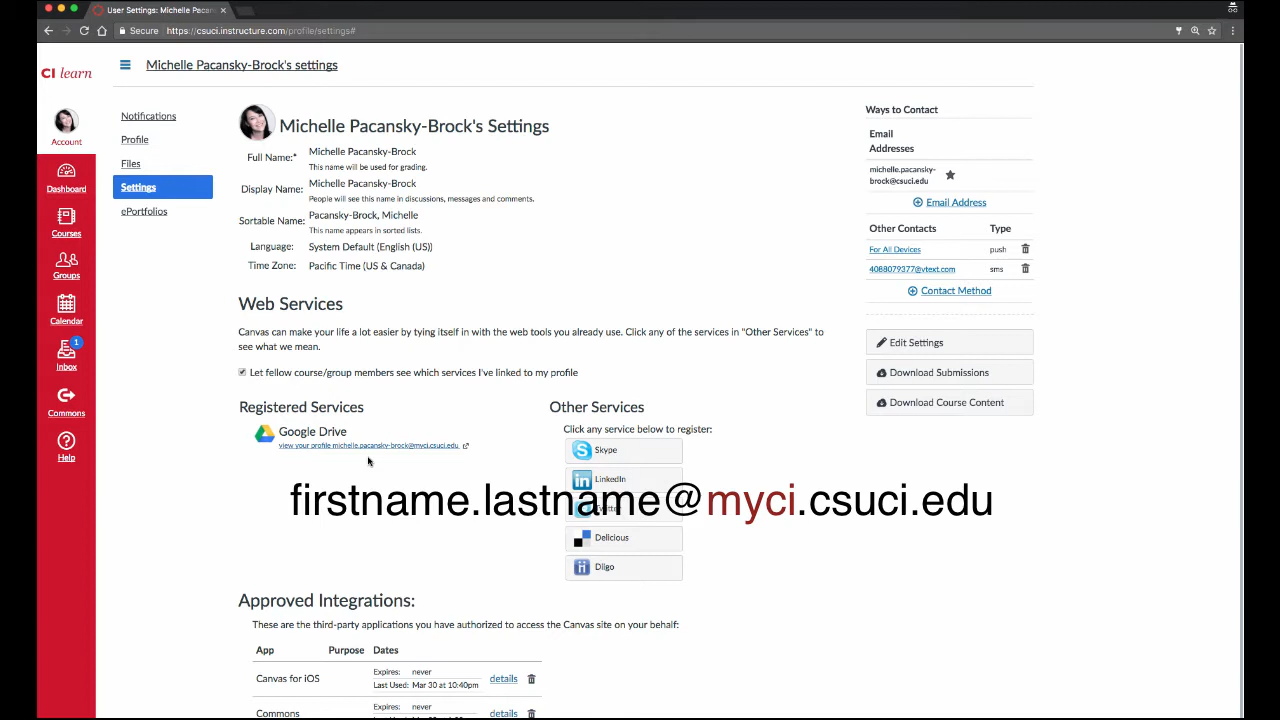 User Settings: Michelle Pacan
Secure
https://csuci.instructure.com/profile/settings#
CI learn
Michelle Pacansky-Brock's settings
Account
Dashboard
Courses
Groups
Calendar
1
Inbox
Commons
Help
Notifications
Profile
Files
Settings
ePortfolios
Michelle Pacansky-Brock's Settings
Full Name:* Michelle Pacansky-Brock
This name will be used for grading.
Display Name: Michelle Pacansky-Brock
People will see this name in discussions, messages and comments.
Sortable Name: Pacansky-Brock, Michelle
This name appears in sorted lists.
Language: System Default (English (US))
Time Zone: Pacific Time (US & Canada)
Web Services
Canvas can make your life a lot easier by tying itself in with the web tools you already use. Click any of the services in "Other Services" to
see what we mean.
Let fellow course/group members see which services I've linked to my profile
Registered Services
Google Drive
view your profile michelle.pacansky-brock@myci.csuci.edu
Other Services
Click any service below to register:
Skype
LinkedIn
firstname.lastname@myci.csuci.edu
Twitter
Delicious
Diigo
Approved Integrations:
These are the third-party applications you have authorized to access the Canvas site on your behalf:
App Purpose Dates
Canvas for iOS Expires: never details
Last Used: Mar 30 at 10:40pm
Commons Expires: never details
Ways to Contact
Email
Addresses
michelle.pacansky-
brock@csuci.edu
Email Address
Other Contacts Type
For All Devices push
4088079377@vtext.com sms
Contact Method
Edit Settings
Download Submissions
Download Course Content